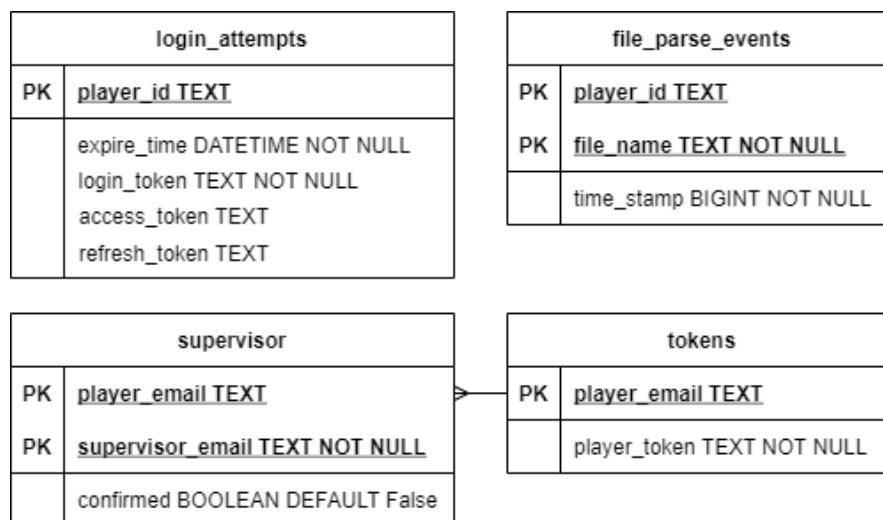 login_attempts
PK player_id TEXT
expire_time DATETIME NOT NULL
login_token TEXT NOT NULL
access_token TEXT
refresh_token TEXT
file_parse_events
PK player_id TEXT
PK file_name TEXT NOT NULL
time_stamp BIGINT NOT NULL
supervisor
PK player_email TEXT
PK supervisor_email TEXT NOT NULL
confirmed BOOLEAN DEFAULT False
tokens
PK player_email TEXT
player_token TEXT NOT NULL